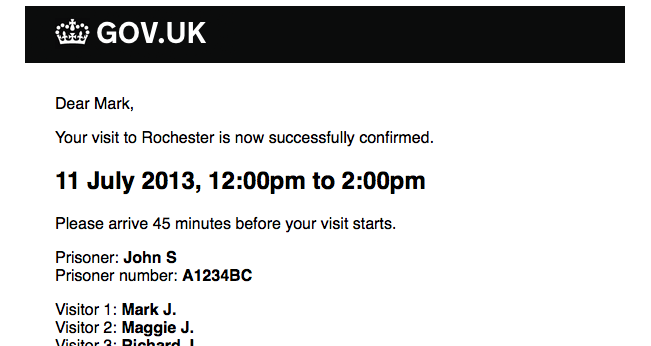 GOV.UK
Dear Mark,
Your visit to Rochester is now successfully confirmed.
11 July 2013, 12:00pm to 2:00pm
Please arrive 45 minutes before your visit starts.
Prisoner: John S
Prisoner number: A1234BC
Visitor 1: Mark J.
Visitor 2: Maggie J.
Visitor 3: Richard J.